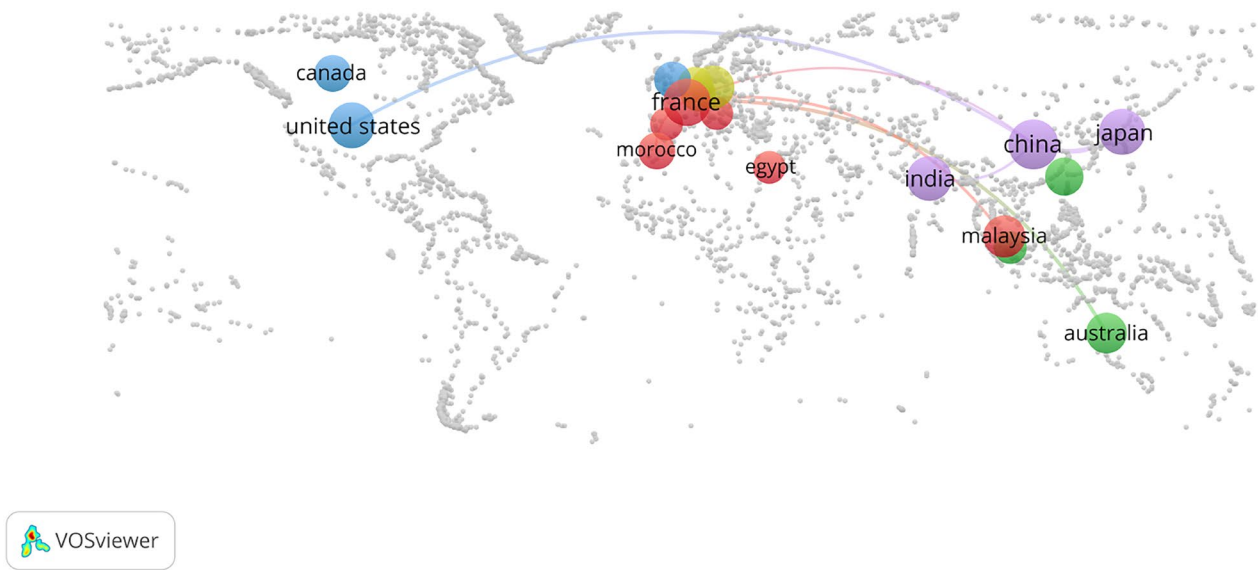 canada
united states
france
morocco
egypt
india
china
japan
malaysia
australia
VOSviewer